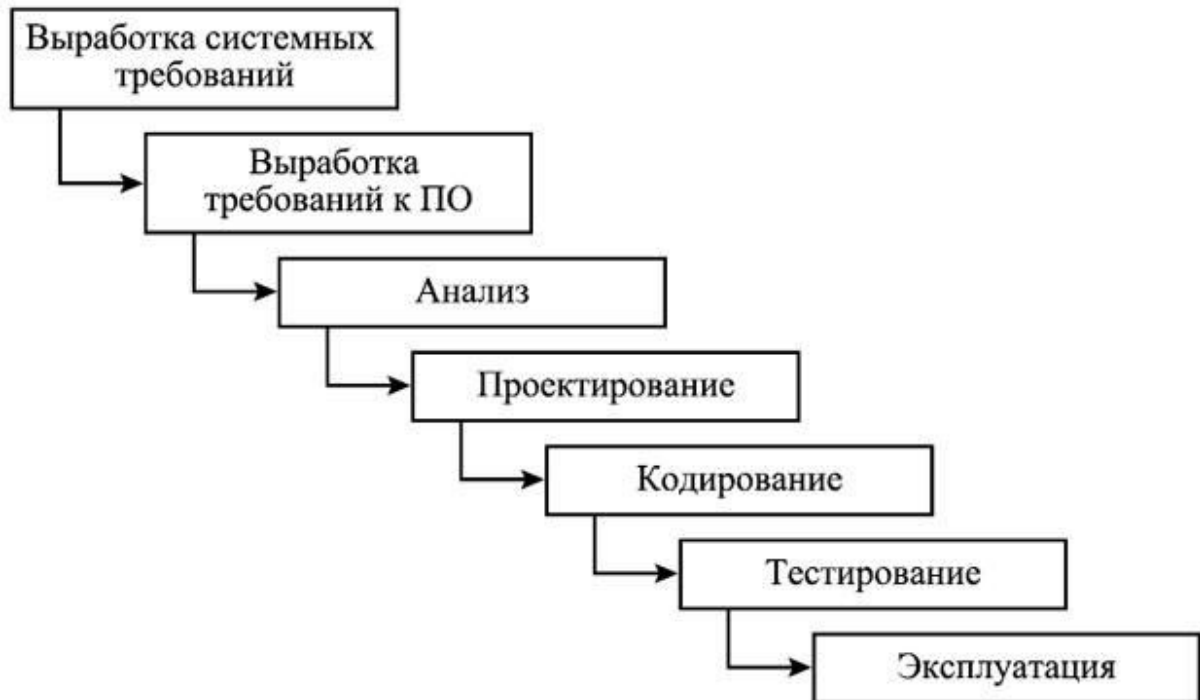 Выработка системных
требований
Выработка
требований к ПО
Анализ
Проектирование
Кодирование
Тестирование
Эксплуатация